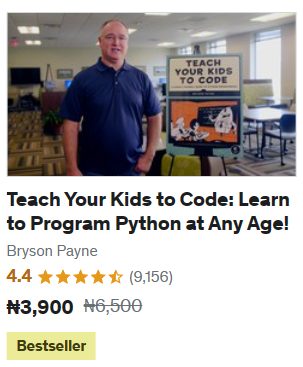 TEACH
YOUR KIDS
TO CODE
Teach Your Kids to Code: Learn
to Program Python at Any Age!
Bryson Payne
4.4 (9,156)
₦3,900 ₦6,500
Bestseller